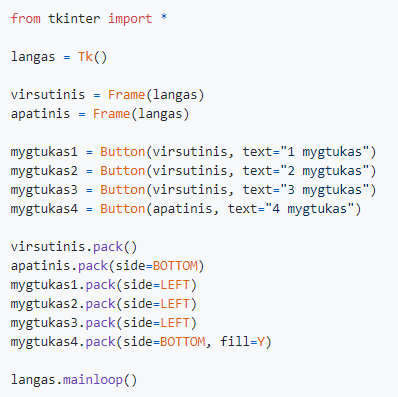 from tkinter import *
langas = Tk()
virsutinis = Frame(langas)
apatinis = Frame(langas)
mygtukas1 = Button(virsutinis, text="1 mygtukas")
mygtukas2 = Button(virsutinis, text="2 mygtukas")
mygtukas3 = Button(virsutinis, text="3 mygtukas")
mygtukas4 = Button(apatinis, text="4 mygtukas")
virsutinis.pack()
apatinis.pack(side=BOTTOM)
mygtukas1.pack(side=LEFT)
mygtukas2.pack(side=LEFT)
mygtukas3.pack(side=LEFT)
mygtukas4.pack(side=BOTTOM, fill=Y)
langas.mainloop()